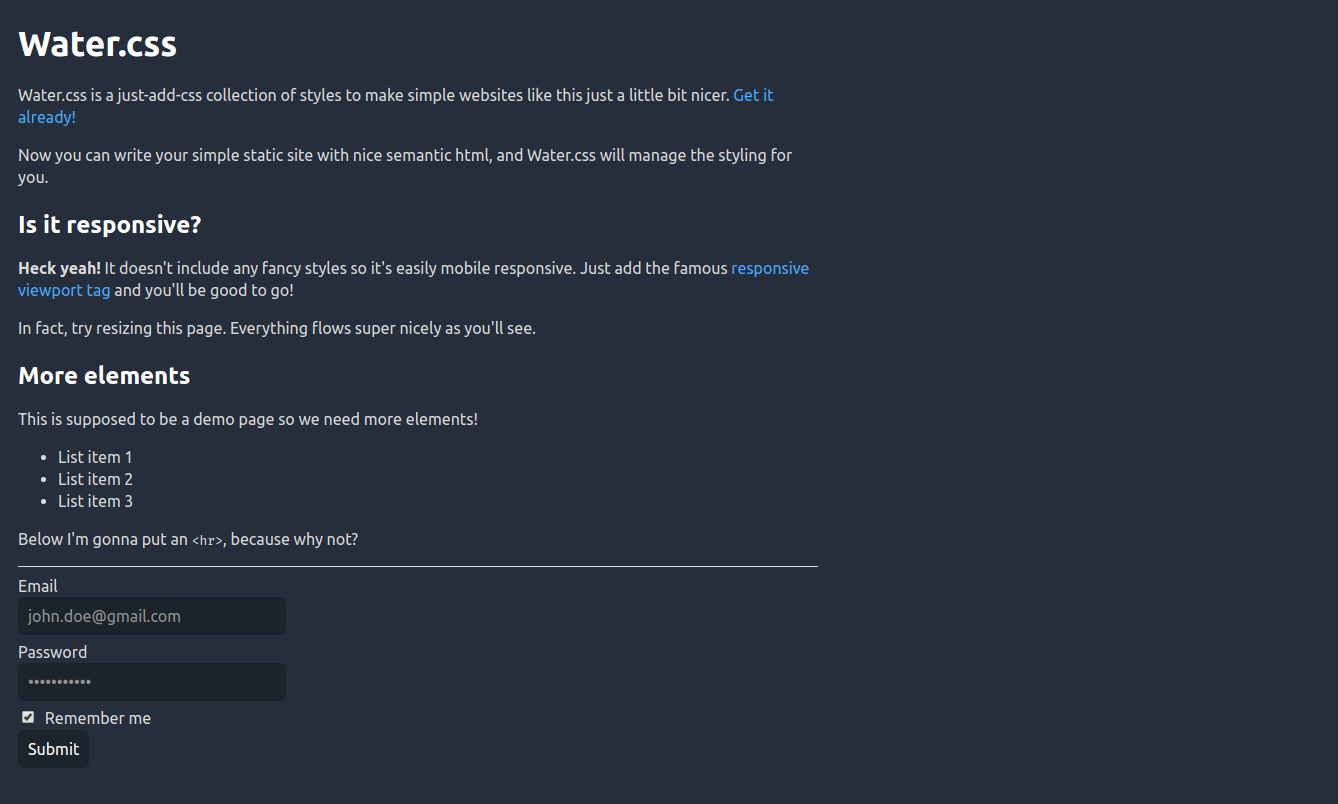 Water.css
Water.css is a just-add-css collection of styles to make simple websites like this just a little bit nicer. Get it
already!
Now you can write your simple static site with nice semantic html, and Water.css will manage the styling for
you.
Is it responsive?
Heck yeah! It doesn't include any fancy styles so it's easily mobile responsive. Just add the famous responsive
viewport tag and you'll be good to go!
In fact, try resizing this page. Everything flows super nicely as you'll see.
More elements
This is supposed to be a demo page so we need more elements!
• List item 1
• List item 2
• List item 3
Below I'm gonna put an <hr>, because why not?
Email
john.doe@gmail.com
Password
•••••••••••
Remember me
Submit